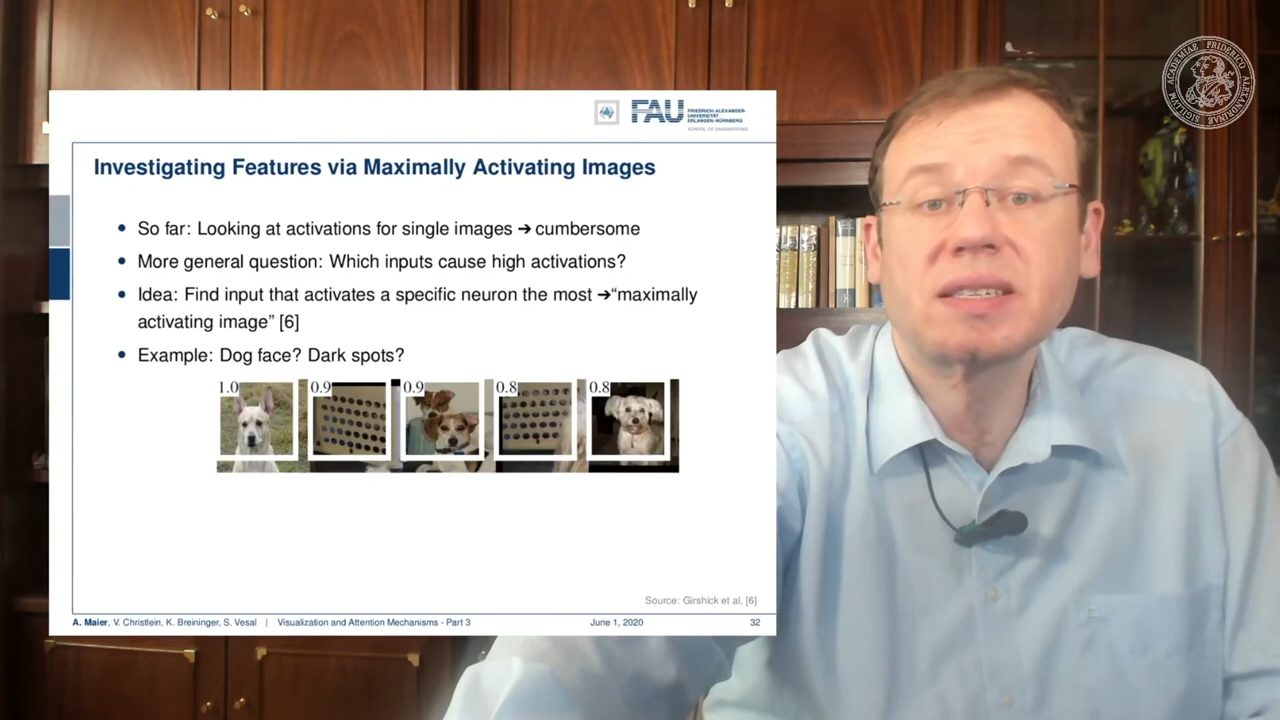 FAU
FRIEDRICH-ALEXANDER-
UNIVERSITÄT
ERLANGEN-NÜRNBERG
SCHOOL OF ENGINEERING
Investigating Features via Maximally Activating Images
• So far: Looking at activations for single images ➔ cumbersome
• More general question: Which inputs cause high activations?
• Idea: Find input that activates a specific neuron the most ➔“maximally
activating image” [6]
• Example: Dog face? Dark spots?
1.0 0.9 0.9 0.8 0.8
Source: Girshick et al. [6]
A. Maier, V. Christlein, K. Breininger, S. Vesal | Visualization and Attention Mechanisms - Part 3 June 1, 2020 32
SIGILVM ACADEMIAE FRIDERICO ALEXANDRINAE